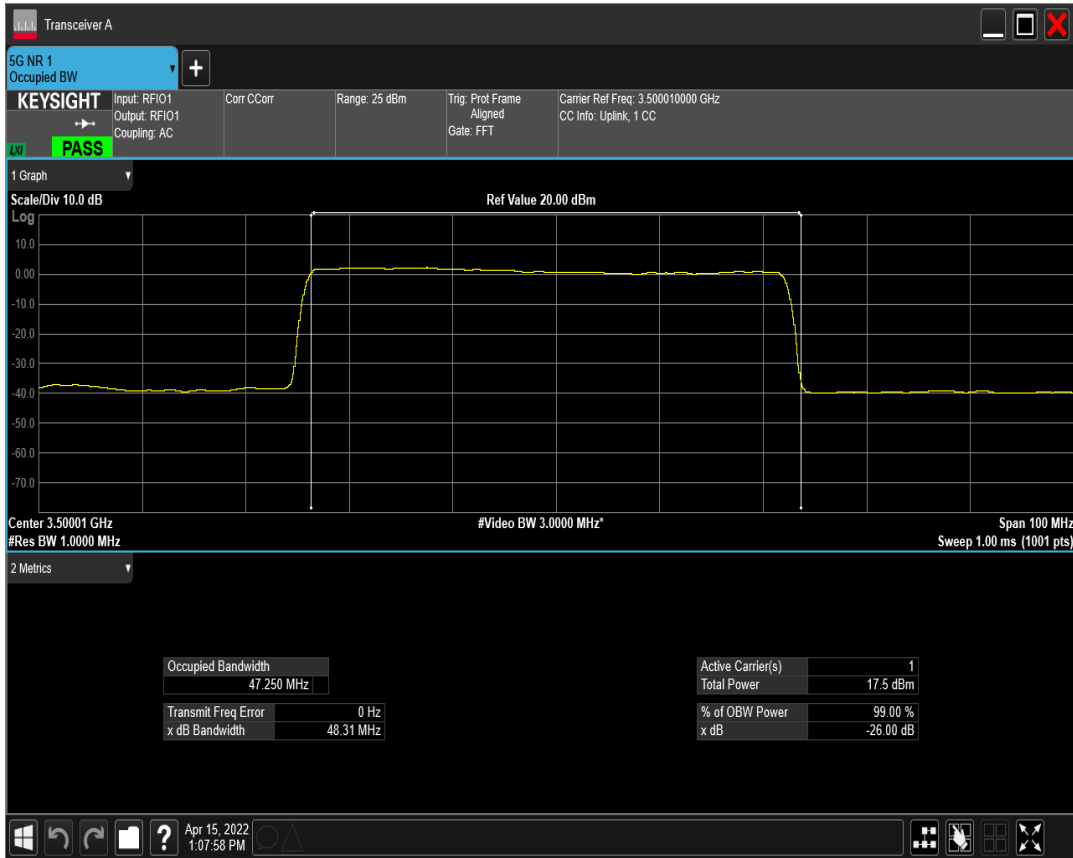 Transceiver A
5G NR 1
Occupied BW
KEYSIGHT
LXI
PASS
Input: RFIO1
Output: RFIO1
Coupling: AC
Corr CCorr
Range: 25 dBm
Trig: Prot Frame
Aligned
Gate: FFT
Carrier Ref Freq: 3.500010000 GHz
CC Info: Uplink, 1 CC
1 Graph
Scale/Div 10.0 dB
Ref Value 20.00 dBm
Log
10.0
0.00
-10.0
-20.0
-30.0
-40.0
-50.0
-60.0
-70.0
Center 3.50001 GHz
#Video BW 3.0000 MHz*
Span 100 MHz
#Res BW 1.0000 MHz
Sweep 1.00 ms (1001 pts)
2 Metrics
Occupied Bandwidth
47.250 MHz
Transmit Freq Error 0 Hz
x dB Bandwidth 48.31 MHz
Active Carrier(s) 1
Total Power 17.5 dBm
% of OBW Power 99.00 %
x dB -26.00 dB
?
Apr 15, 2022
1:07:58 PM